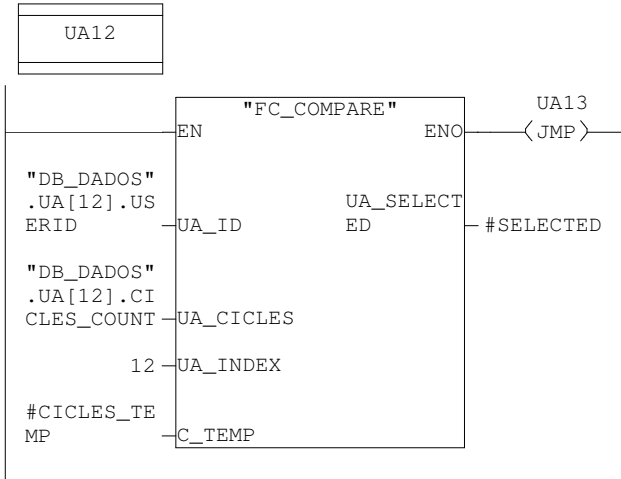 UA12
"FC_COMPARE"
UA13
EN
ENO
JMP
"DB_DADOS"
.UA[12].US
ERID
UA_ID
UA_SELECT
ED
#SELECTED
"DB_DADOS"
.UA[12].CI
CLES_COUNT
UA_CICLES
12
UA_INDEX
#CICLES_TE
MP
C_TEMP